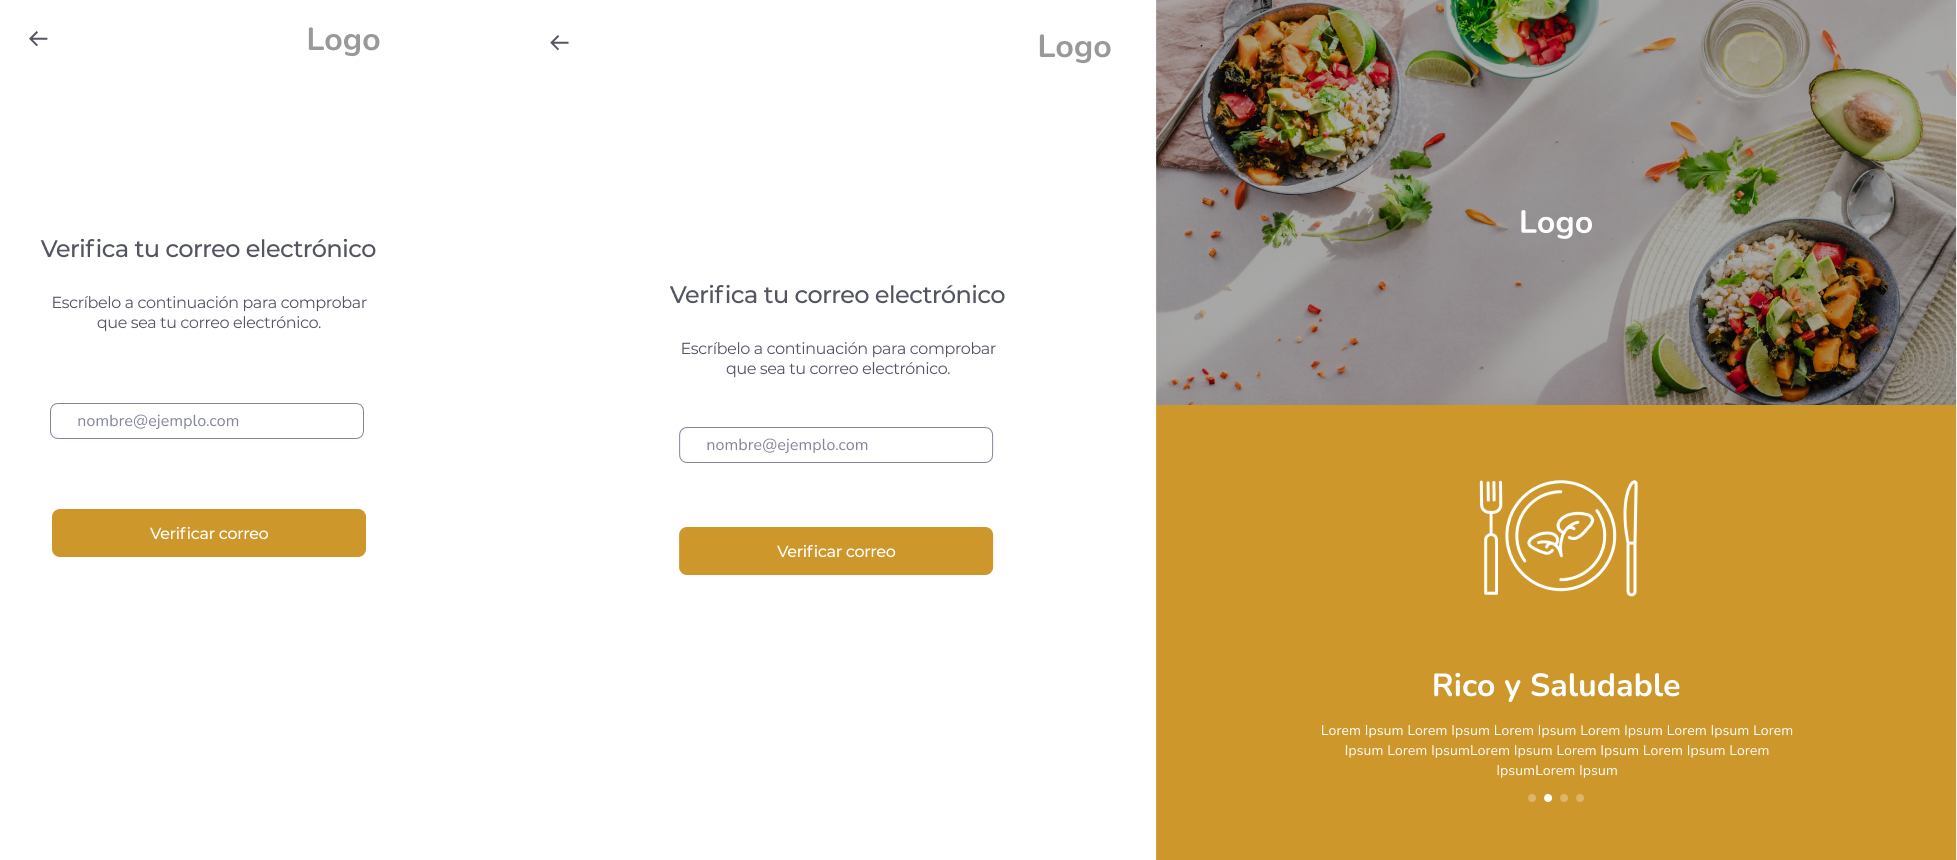 Logo
Verifica tu correo electrónico
Escríbelo a continuación para comprobar
que sea tu correo electrónico.
nombre@ejemplo.com
Verificar correo
Logo
Verifica tu correo electrónico
Escríbelo a continuación para comprobar
que sea tu correo electrónico.
nombre@ejemplo.com
Verificar correo
Logo
Rico y Saludable
Lorem Ipsum Lorem Ipsum Lorem Ipsum Lorem Ipsum Lorem Ipsum Lorem
Ipsum Lorem IpsumLorem Ipsum Lorem Ipsum Lorem Ipsum Lorem
IpsumLorem Ipsum